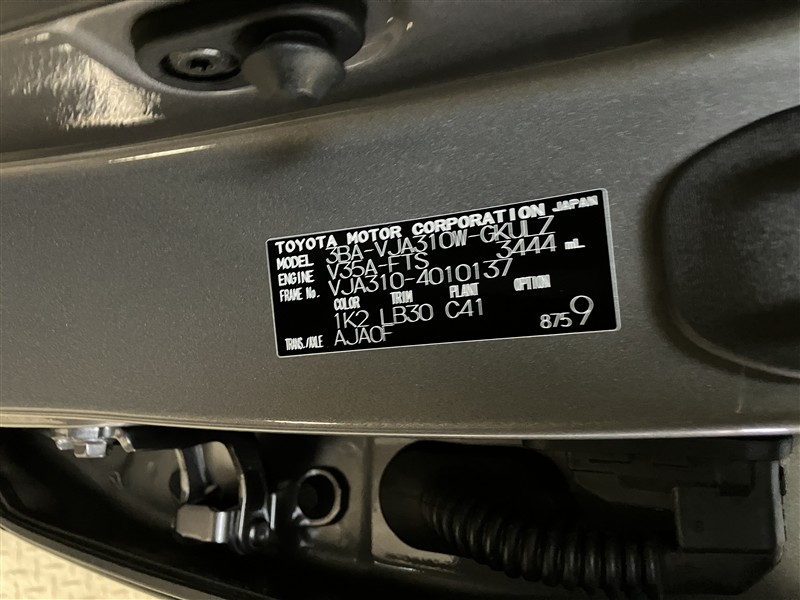 TOYOTA MOTOR CORPORATION JAPAN
MODEL 3BA-VJA310W-GKULZ
ENGINE V35A-FTS 3444 mL
FRAME No. VJA310-4010137
COLOR TRIM PLANT OPTION
1K2 LB30 C41
TRANS./AXLE AJA0F 8759